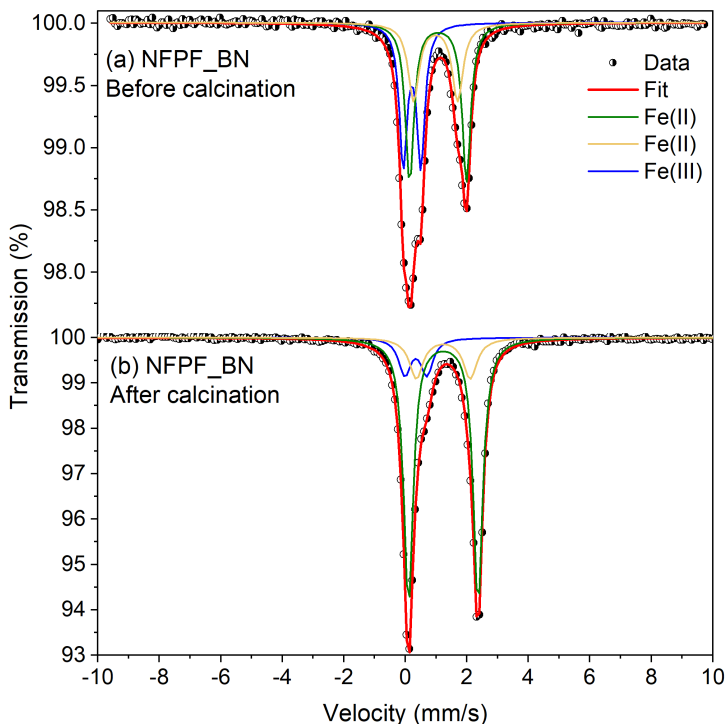 100.0
(a) NFPF_BN
Before calcination
Data
Fit
Fe(II)
Fe(II)
Fe(III)
99.5
99.0
98.5
98.0
Transmission (%)
100
(b) NFPF_BN
After calcination
99
98
97
96
95
94
93
-10 -8 -6 -4 -2 0 2 4 6 8 10
Velocity (mm/s)